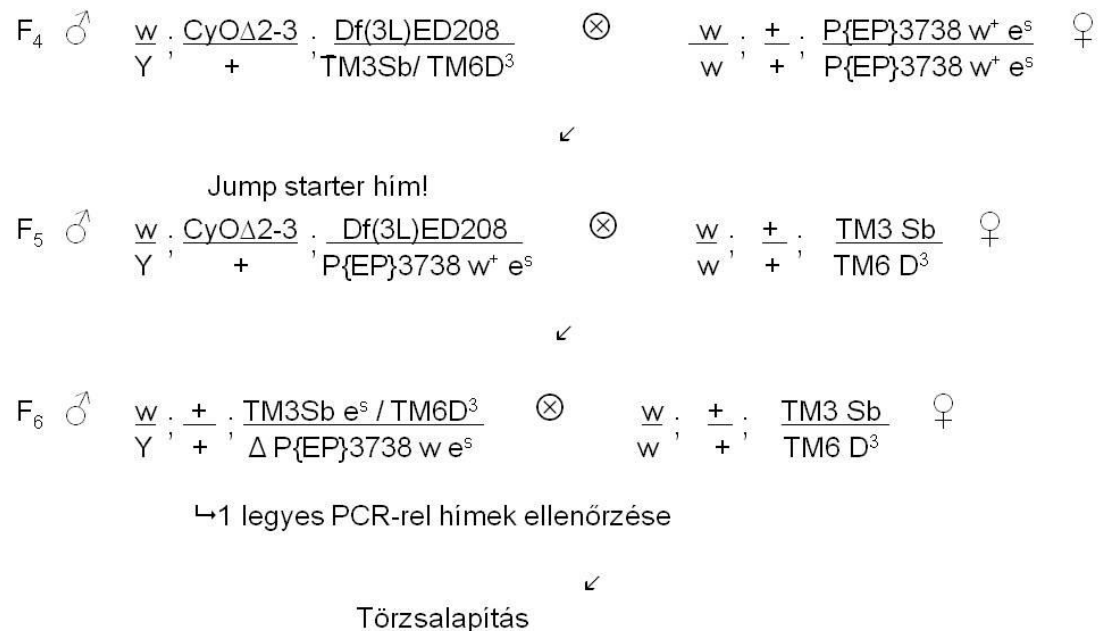 F₄ ♂ w/Y ; CyOΔ2-3/+ ; Df(3L)ED208/TM3Sb/ TM6D³ ⊗ w/w ; +/+ ; P{EP}3738 w⁺ eˢ/P{EP}3738 w⁺ eˢ ♀
↙
Jump starter hím!
F₅ ♂ w/Y ; CyOΔ2-3/+ ; Df(3L)ED208/P{EP}3738 w⁺ eˢ ⊗ w/w ; +/+ ; TM3 Sb/TM6 D³ ♀
↙
F₆ ♂ w/Y ; +/+ ; TM3Sb eˢ / TM6D³/Δ P{EP}3738 w eˢ ⊗ w/w ; +/+ ; TM3 Sb/TM6 D³ ♀
↪1 legyes PCR-rel hímek ellenőrzése
↙
Törzsalapítás